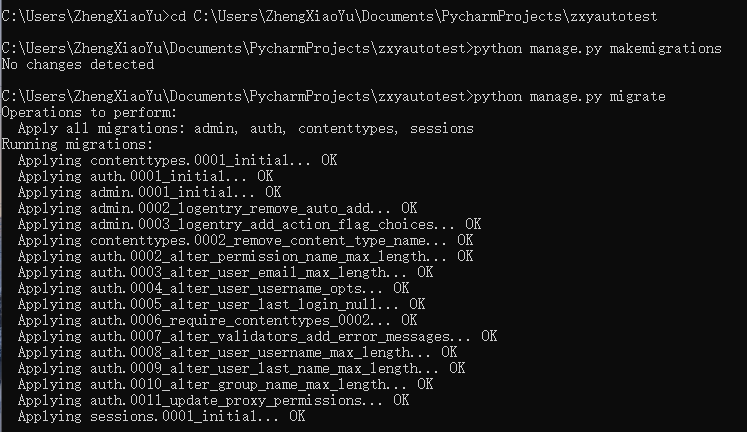 C:\Users\ZhengXiaoYu>cd C:\Users\ZhengXiaoYu\Documents\PycharmProjects\zxyautotest
C:\Users\ZhengXiaoYu\Documents\PycharmProjects\zxyautotest>python manage.py makemigrations
No changes detected
C:\Users\ZhengXiaoYu\Documents\PycharmProjects\zxyautotest>python manage.py migrate
Operations to perform:
  Apply all migrations: admin, auth, contenttypes, sessions
Running migrations:
  Applying contenttypes.0001_initial... OK
  Applying auth.0001_initial... OK
  Applying admin.0001_initial... OK
  Applying admin.0002_logentry_remove_auto_add... OK
  Applying admin.0003_logentry_add_action_flag_choices... OK
  Applying contenttypes.0002_remove_content_type_name... OK
  Applying auth.0002_alter_permission_name_max_length... OK
  Applying auth.0003_alter_user_email_max_length... OK
  Applying auth.0004_alter_user_username_opts... OK
  Applying auth.0005_alter_user_last_login_null... OK
  Applying auth.0006_require_contenttypes_0002... OK
  Applying auth.0007_alter_validators_add_error_messages... OK
  Applying auth.0008_alter_user_username_max_length... OK
  Applying auth.0009_alter_user_last_name_max_length... OK
  Applying auth.0010_alter_group_name_max_length... OK
  Applying auth.0011_update_proxy_permissions... OK
  Applying sessions.0001_initial... OK